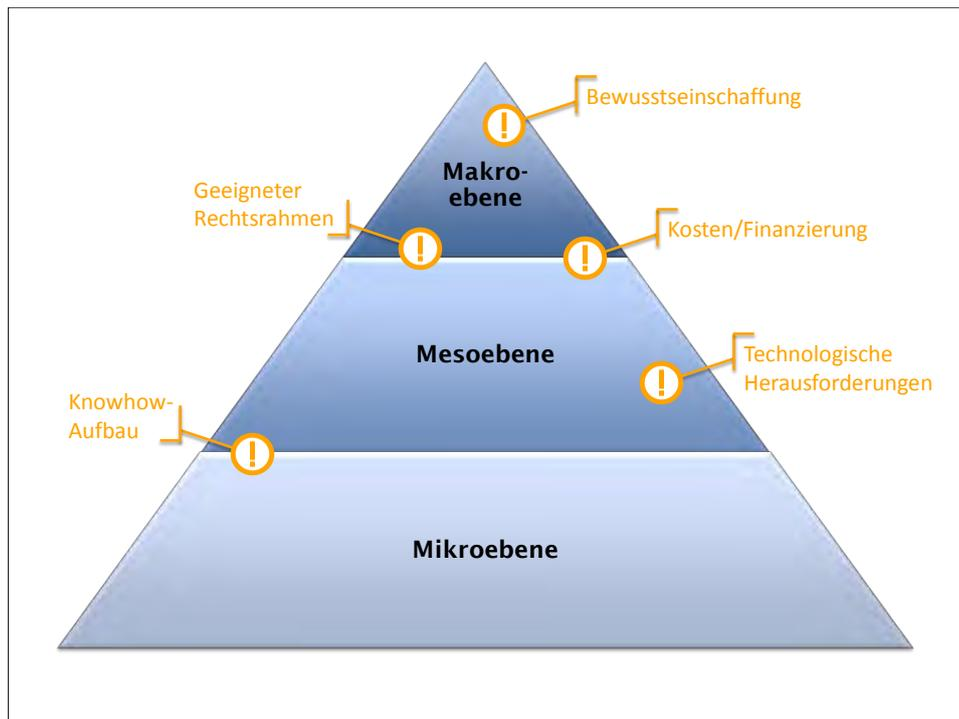 Bewusstseinschaffung
Makro-
ebene
Geeigneter
Rechtsrahmen
Kosten/Finanzierung
Mesoebene
Technologische
Herausforderungen
Knowhow-
Aufbau
Mikroebene